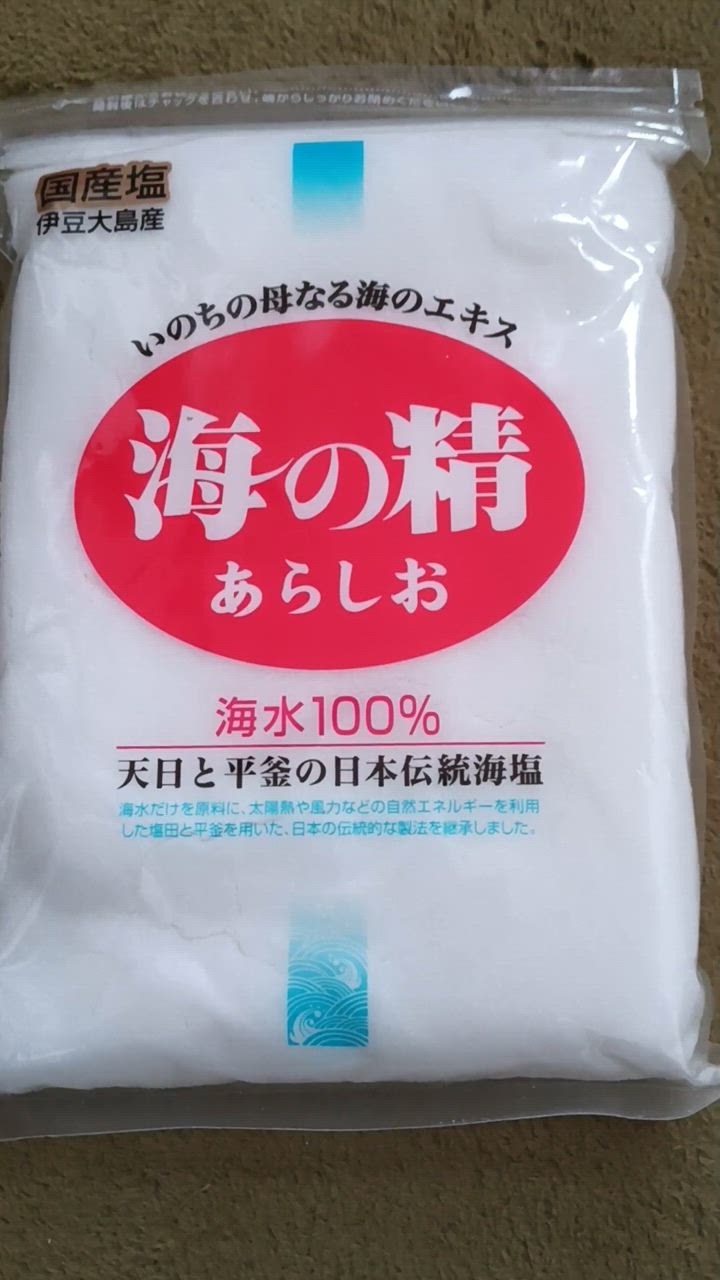 国産塩
伊豆大島産
いのちの母なる海のエキス
海の精
あらしお
海水100%
天日と平釜の日本伝統海塩
海水だけを原料に、太陽熱や風力などの自然エネルギーを利用
した塩田と平釜を用いた、日本の伝統的な製法を継承しました。